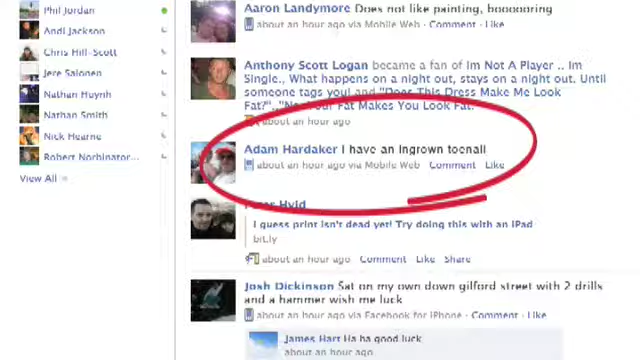 Phil Jordan
Andi Jackson
Chris Hill-Scott
Jere Salonen
Nathan Huynh
Nathan Smith
Nick Hearne
Robert Norbinator...
View All
Aaron Landymore Does not like painting, boooooring
about an hour ago via Mobile Web · Comment · Like
Anthony Scott Logan became a fan of Im Not A Player .. Im
Single., What happens on a night out, stays on a night out. Until
someone tags you! and "Does This Dress Make Me Look
Fat?".."No Your Fat Makes You Look Fat.
about an hour ago
Adam Hardaker I have an ingrown toenail
about an hour ago via Mobile Web · Comment · Like
Hvid
I guess print isn't dead yet! Try doing this with an iPad
bit.ly
about an hour ago · Comment · Like · Share
Josh Dickinson Sat on my own down gilford street with 2 drills
and a hammer wish me luck
about an hour ago via Facebook for iPhone · Comment · Like
James Hart Ha ha good luck
about an hour ago